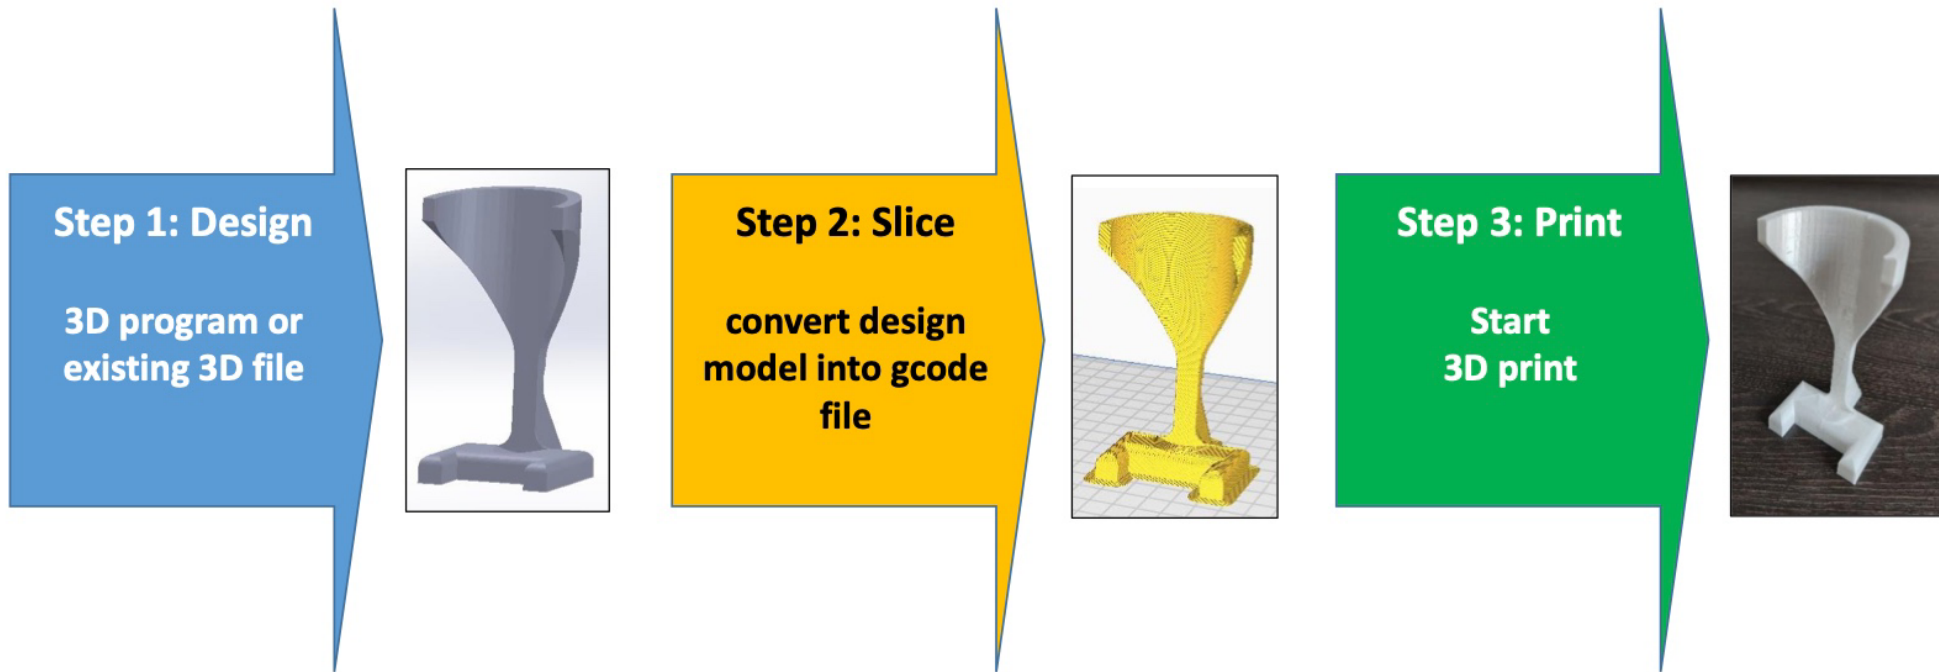 Step 1: Design
3D program or
existing 3D file
Step 2: Slice
convert design
model into gcode
file
Step 3: Print
Start
3D print